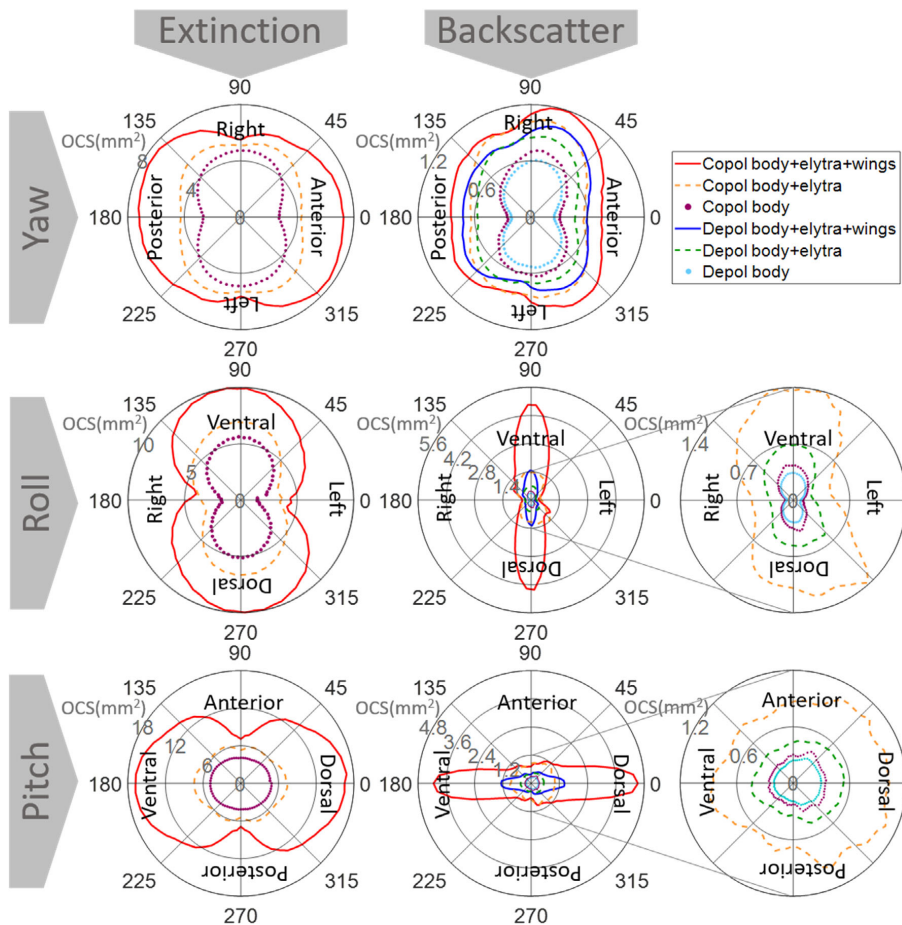 Extinction
Backscatter
Yaw
90
135
45
OCS(mm²)
8
4
0
Right
Posterior
Anterior
Left
180
0
225
315
270
90
135
45
OCS(mm²)
1.2
0.6
0
Right
Left
180
0
225
315
270
Copol body+elytra+wings
Copol body+elytra
Copol body
Depol body+elytra+wings
Depol body+elytra
Depol body
Roll
90
135
45
OCS(mm²)
10
5
0
Ventral
Right
Left
Dorsal
180
0
225
315
270
90
135
45
OCS(mm²)
5.6
4.2
2.8
1.4
Ventral
Right
Left
Dorsal
180
0
225
315
270
OCS(mm²)
1.4
0.7
0
Ventral
Right
Left
Dorsal
Pitch
90
135
45
OCS(mm²)
18
12
6
0
Anterior
Ventral
Dorsal
Posterior
180
0
225
315
270
90
135
45
OCS(mm²)
4.8
3.6
2.4
1.2
0
Anterior
Ventral
Dorsal
Posterior
180
0
225
315
270
OCS(mm²)
1.2
0.6
0
Anterior
Ventral
Dorsal
Posterior